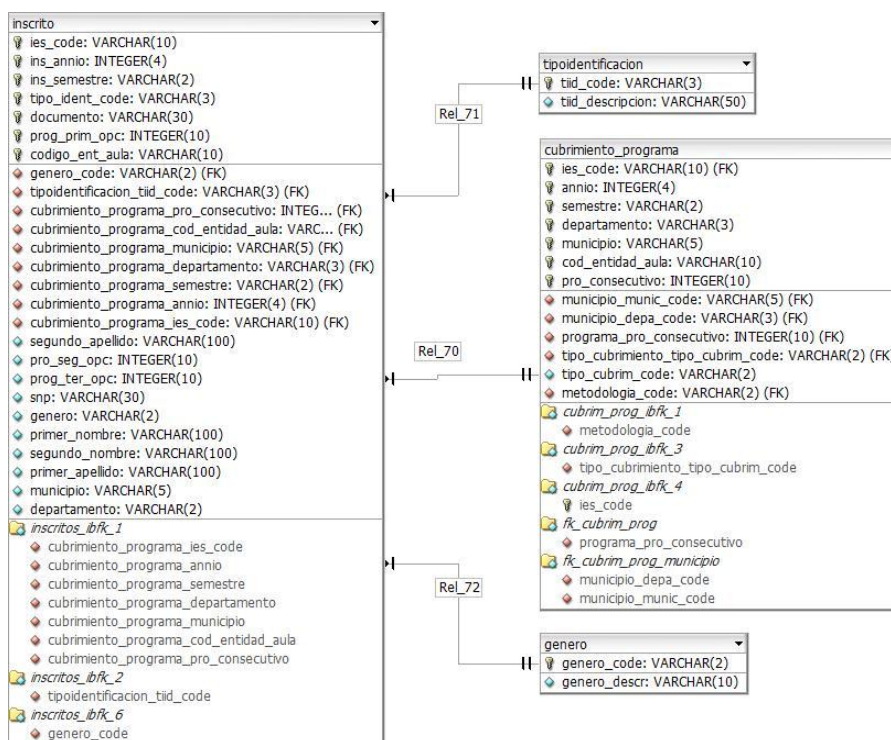 inscrito
ies_code: VARCHAR(10)
ins_annio: INTEGER(4)
ins_semestre: VARCHAR(2)
tipo_ident_code: VARCHAR(3)
documento: VARCHAR(30)
prog_prim_opc: INTEGER(10)
codigo_ent_aula: VARCHAR(10)
genero_code: VARCHAR(2) (FK)
tipoidentificacion_tiid_code: VARCHAR(3) (FK)
cubrimiento_programa_pro_consecutivo: INTEG... (FK)
cubrimiento_programa_cod_entidad_aula: VARC... (FK)
cubrimiento_programa_municipio: VARCHAR(5) (FK)
cubrimiento_programa_departamento: VARCHAR(3) (FK)
cubrimiento_programa_semestre: VARCHAR(2) (FK)
cubrimiento_programa_annio: INTEGER(4) (FK)
cubrimiento_programa_ies_code: VARCHAR(10) (FK)
segundo_apellido: VARCHAR(100)
pro_seg_opc: INTEGER(10)
prog_ter_opc: INTEGER(10)
snp: VARCHAR(30)
genero: VARCHAR(2)
primer_nombre: VARCHAR(100)
segundo_nombre: VARCHAR(100)
primer_apellido: VARCHAR(100)
municipio: VARCHAR(5)
departamento: VARCHAR(2)
inscritos_ibfk_1
cubrimiento_programa_ies_code
cubrimiento_programa_annio
cubrimiento_programa_semestre
cubrimiento_programa_departamento
cubrimiento_programa_municipio
cubrimiento_programa_cod_entidad_aula
cubrimiento_programa_pro_consecutivo
inscritos_ibfk_2
tipoidentificacion_tiid_code
inscritos_ibfk_6
genero_code
Rel_71
Rel_70
Rel_72
tipoidentificacion
tiid_code: VARCHAR(3)
tiid_descripcion: VARCHAR(50)
cubrimiento_programa
ies_code: VARCHAR(10) (FK)
annio: INTEGER(4)
semestre: VARCHAR(2)
departamento: VARCHAR(3)
municipio: VARCHAR(5)
cod_entidad_aula: VARCHAR(10)
pro_consecutivo: INTEGER(10)
municipio_munic_code: VARCHAR(5) (FK)
municipio_depa_code: VARCHAR(3) (FK)
programa_pro_consecutivo: INTEGER(10) (FK)
tipo_cubrimiento_tipo_cubrim_code: VARCHAR(2) (FK)
tipo_cubrim_code: VARCHAR(2)
metodologia_code: VARCHAR(2) (FK)
cubrim_prog_ibfk_1
metodologia_code
cubrim_prog_ibfk_3
tipo_cubrimiento_tipo_cubrim_code
cubrim_prog_ibfk_4
ies_code
fk_cubrim_prog
programa_pro_consecutivo
fk_cubrim_prog_municipio
municipio_depa_code
municipio_munic_code
genero
genero_code: VARCHAR(2)
genero_descr: VARCHAR(10)